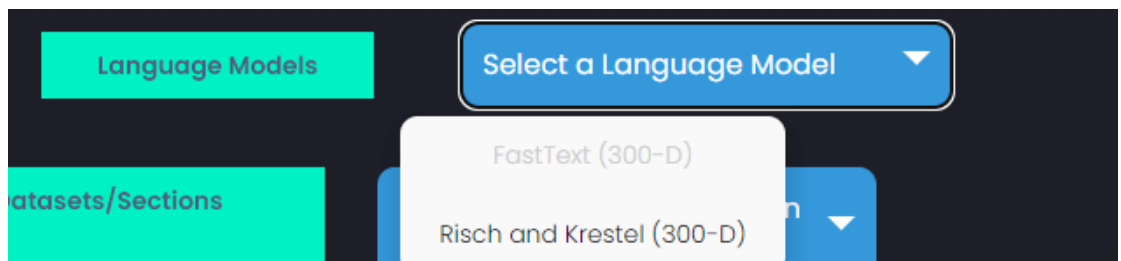 Language Models
Select a Language Model
FastText (300-D)
atasets/Sections
n
Risch and Krestel (300-D)